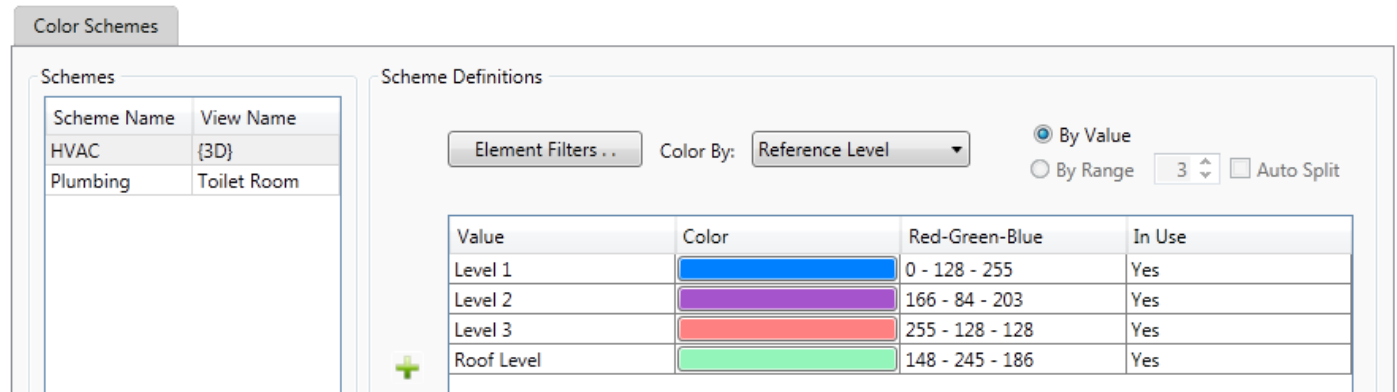 Color Schemes
Schemes
Scheme Name View Name
HVAC {3D}
Plumbing Toilet Room
Scheme Definitions
Element Filters . . Color By: Reference Level
By Value
By Range 3 Auto Split
Value Color Red-Green-Blue In Use
Level 1 0 - 128 - 255 Yes
Level 2 166 - 84 - 203 Yes
Level 3 255 - 128 - 128 Yes
Roof Level 148 - 245 - 186 Yes